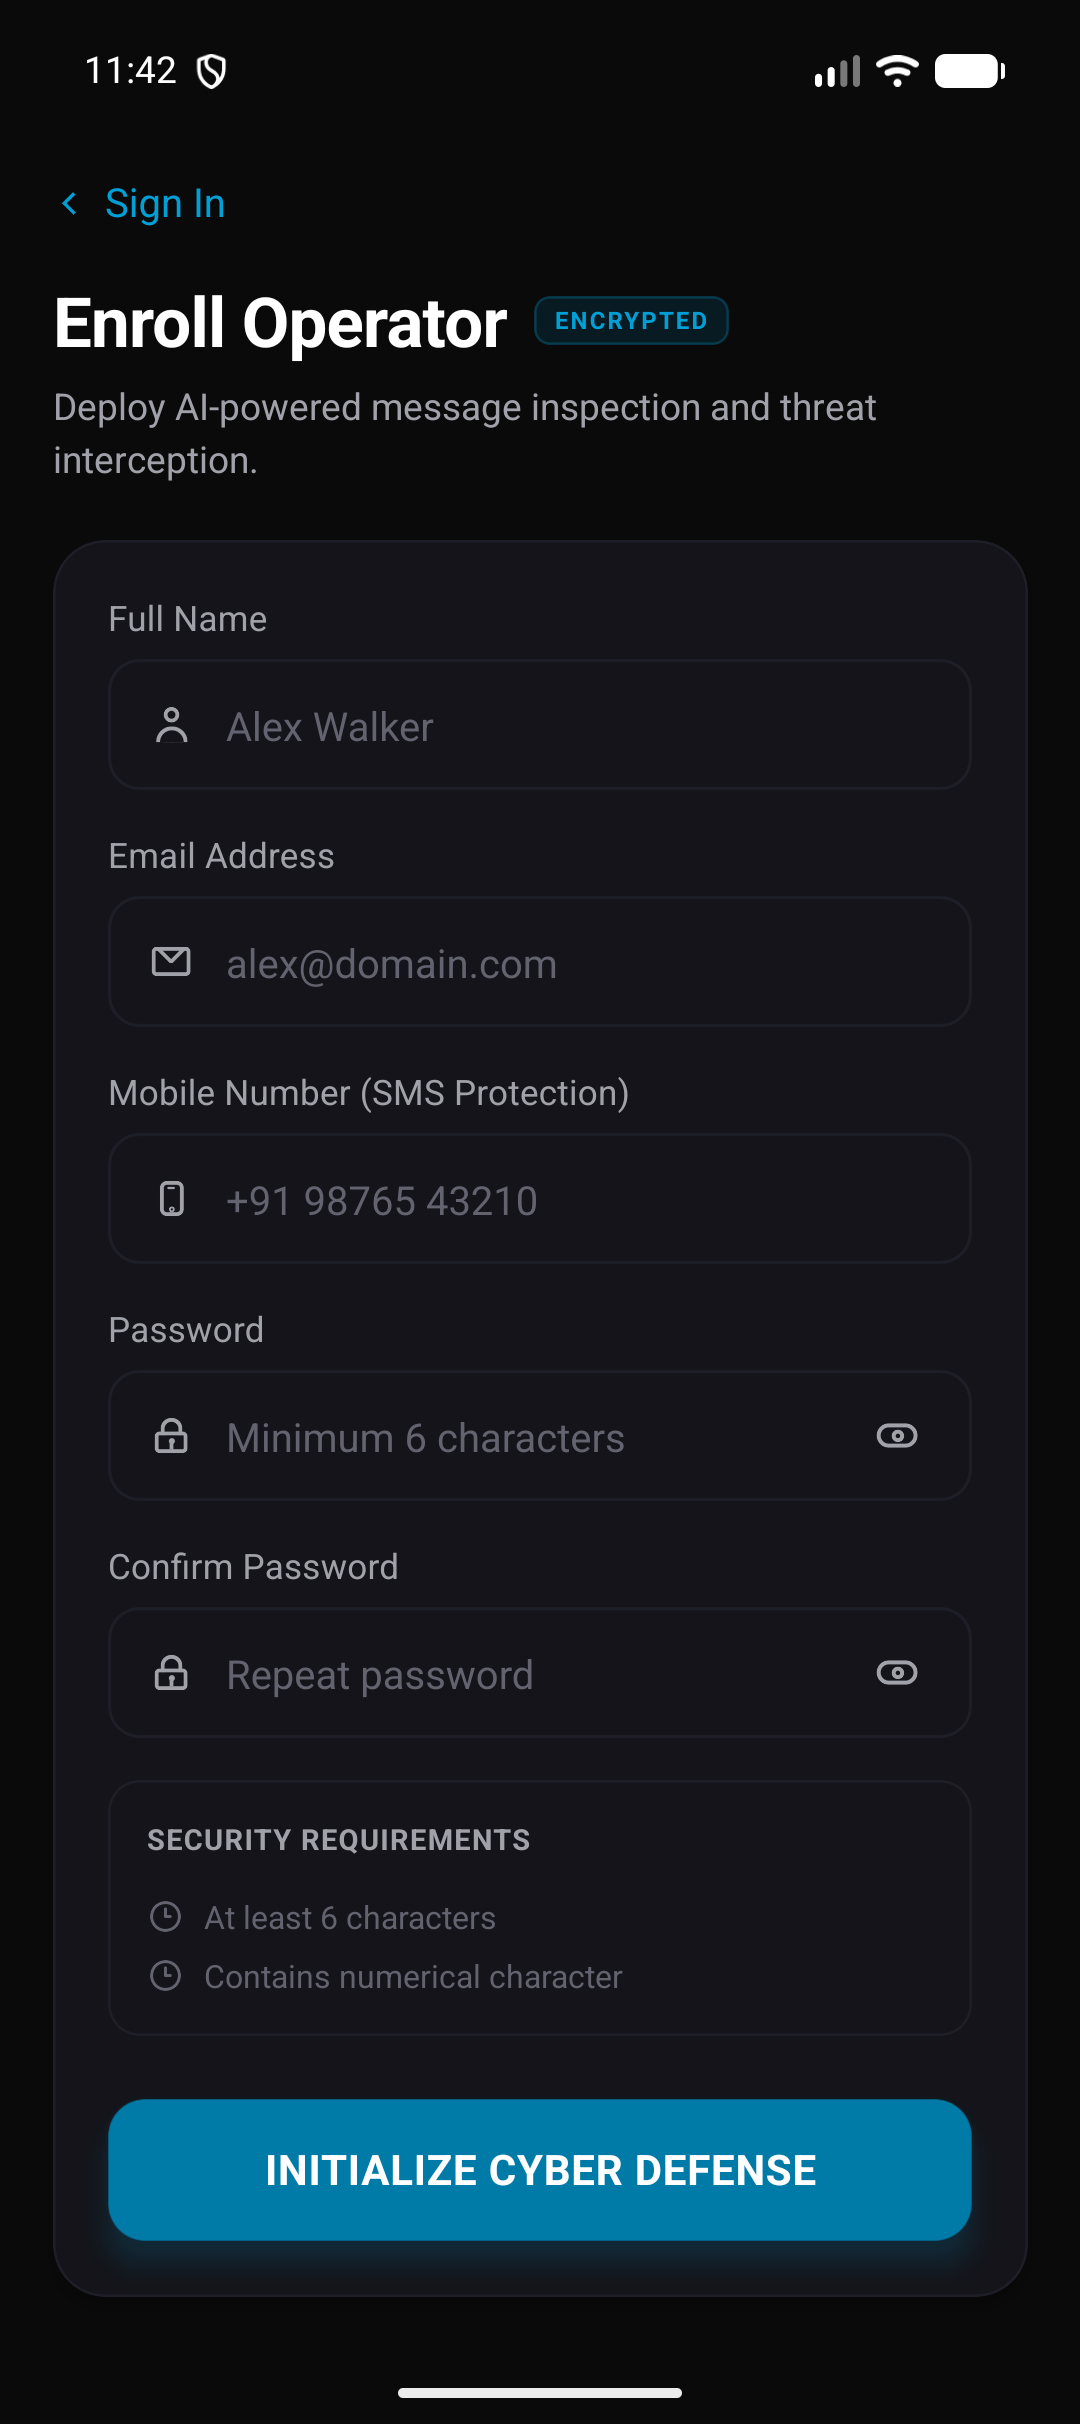 11:42
Sign In
Enroll Operator
ENCRYPTED
Deploy AI-powered message inspection and threat
interception.
Full Name
Alex Walker
Email Address
alex@domain.com
Mobile Number (SMS Protection)
+91 98765 43210
Password
Minimum 6 characters
Confirm Password
Repeat password
SECURITY REQUIREMENTS
At least 6 characters
Contains numerical character
INITIALIZE CYBER DEFENSE